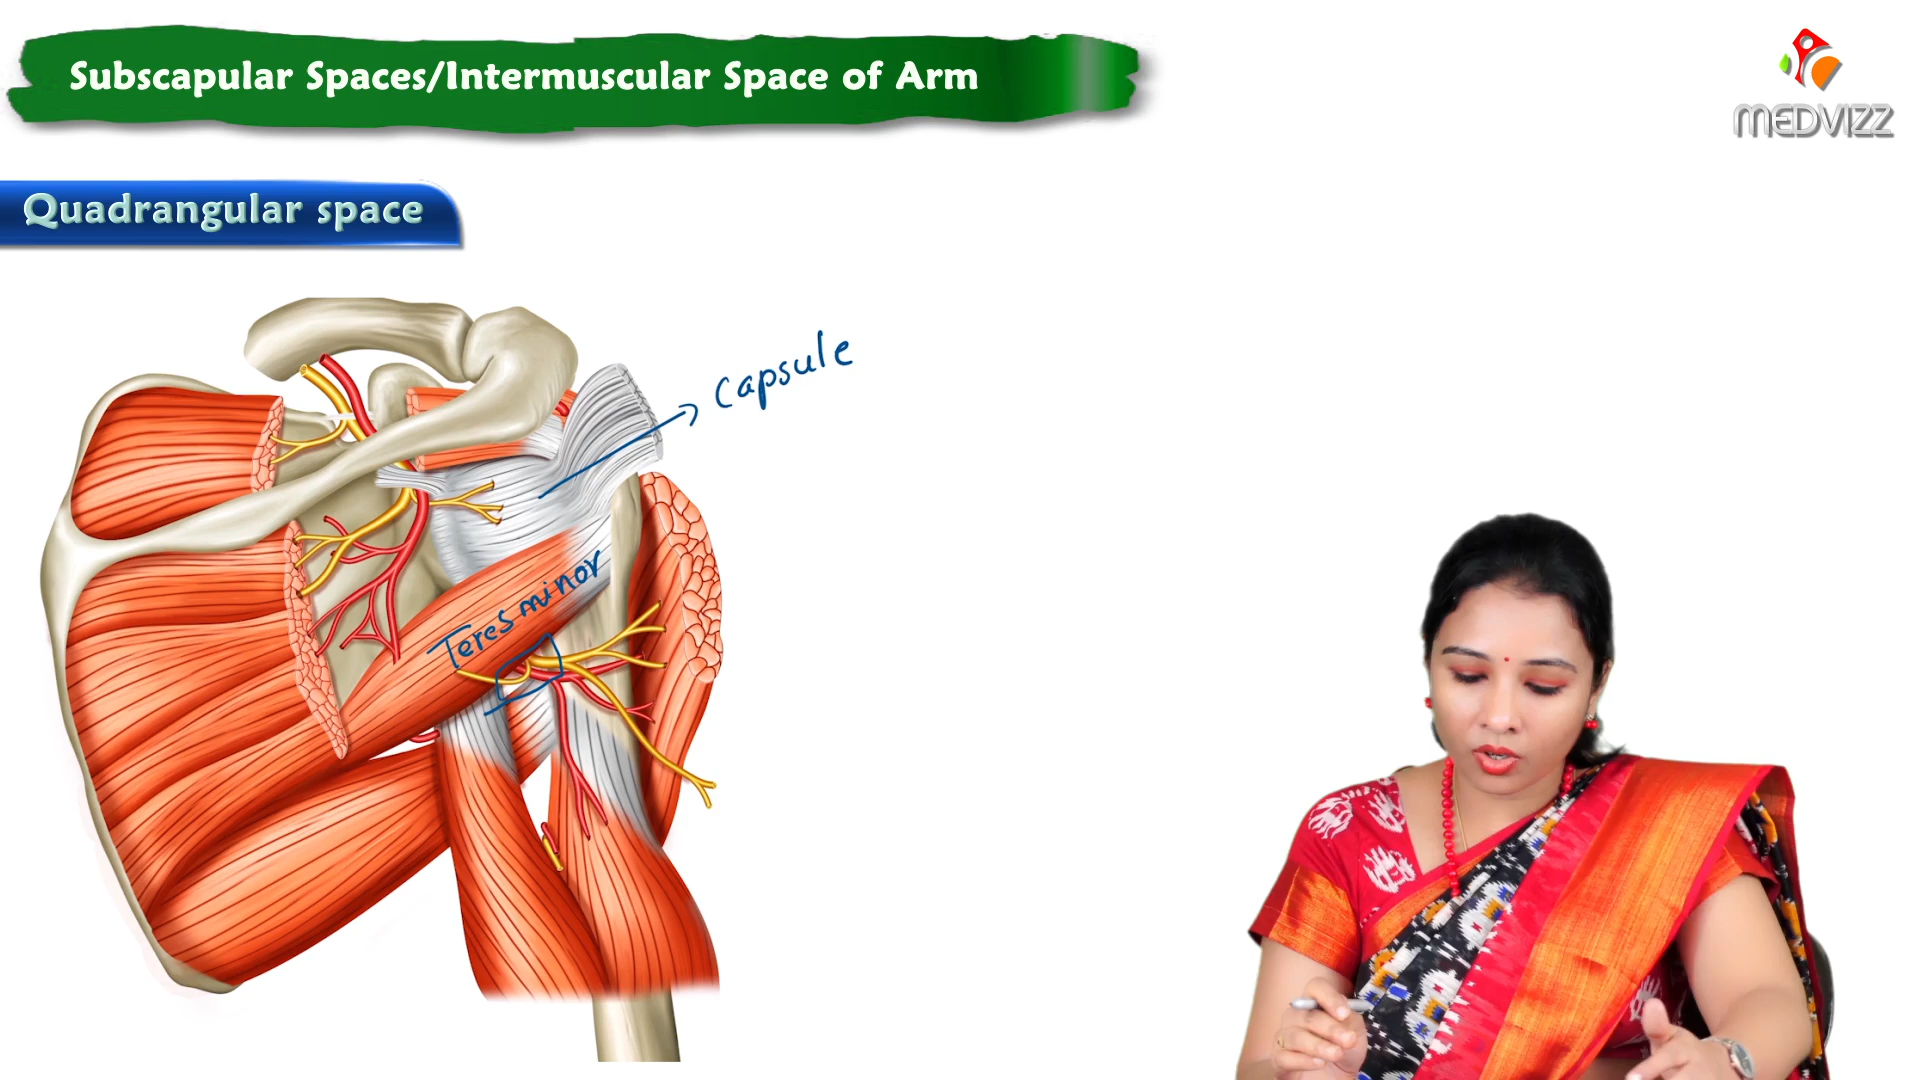 Subscapular Spaces/Intermuscular Space of Arm
MEDVIZZ
Quadrangular space
Capsule
Teres minor